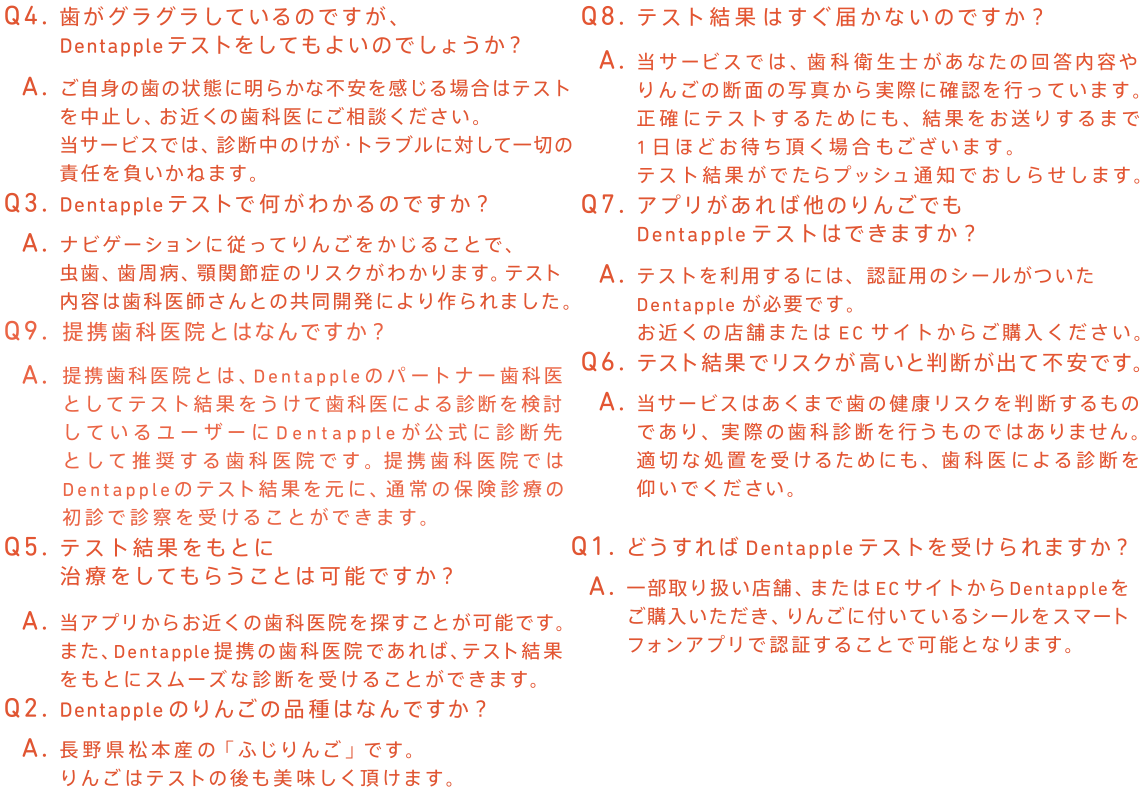 Q4. 歯がグラグラしているのですが、
Dentappleテストをしてもよいのでしょうか？
A. ご自身の歯の状態に明らかな不安を感じる場合はテスト
を中止し、お近くの歯科医にご相談ください。
当サービスでは、診断中のけが・トラブルに対して一切の
責任を負いかねます。
Q3. Dentappleテストで何がわかるのですか？
A. ナビゲーションに従ってりんごをかじることで、
虫歯、歯周病、顎関節症のリスクがわかります。テスト
内容は歯科医師さんとの共同開発により作られました。
Q9. 提携歯科医院とはなんですか？
A. 提携歯科医院とは、Dentappleのパートナー歯科医
としてテスト結果をうけて歯科医による診断を検討
しているユーザーにDentappleが公式に診断先
として推奨する歯科医院です。提携歯科医院では
Dentappleのテスト結果を元に、通常の保険診療の
初診で診察を受けることができます。
Q5. テスト結果をもとに
治療をしてもらうことは可能ですか？
A. 当アプリからお近くの歯科医院を探すことが可能です。
また、Dentapple提携の歯科医院であれば、テスト結果
をもとにスムーズな診断を受けることができます。
Q2. Dentappleのりんごの品種はなんですか？
A. 長野県松本産の「ふじりんご」です。
りんごはテストの後も美味しく頂けます。
Q8. テスト結果はすぐ届かないのですか？
A. 当サービスでは、歯科衛生士があなたの回答内容や
りんごの断面の写真から実際に確認を行っています。
正確にテストするためにも、結果をお送りするまで
1日ほどお待ち頂く場合もございます。
テスト結果がでたらプッシュ通知でおしらせします。
Q7. アプリがあれば他のりんごでも
Dentapple テストはできますか？
A. テストを利用するには、認証用のシールがついた
Dentapple が必要です。
お近くの店舗または EC サイトからご購入ください。
Q6. テスト結果でリスクが高いと判断が出て不安です。
A. 当サービスはあくまで歯の健康リスクを判断するもの
であり、実際の歯科診断を行うものではありません。
適切な処置を受けるためにも、歯科医による診断を
仰いでください。
Q1. どうすればDentappleテストを受けられますか？
A. 一部取り扱い店舗、またはECサイトからDentappleを
ご購入いただき、りんごに付いているシールをスマート
フォンアプリで認証することで可能となります。